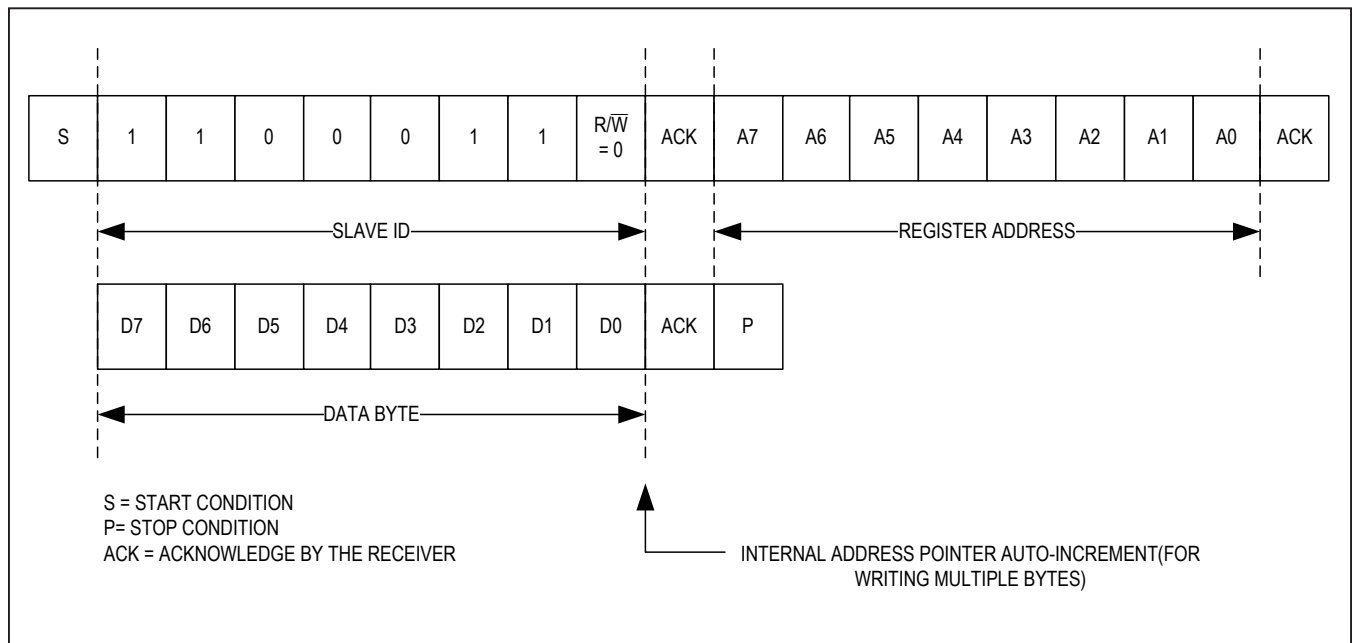 S 1 1 0 0 0 1 1 R/W̅ = 0 ACK A7 A6 A5 A4 A3 A2 A1 A0 ACK
SLAVE ID REGISTER ADDRESS
D7 D6 D5 D4 D3 D2 D1 D0 ACK P
DATA BYTE
S = START CONDITION
P= STOP CONDITION
ACK = ACKNOWLEDGE BY THE RECEIVER
INTERNAL ADDRESS POINTER AUTO-INCREMENT(FOR
WRITING MULTIPLE BYTES)